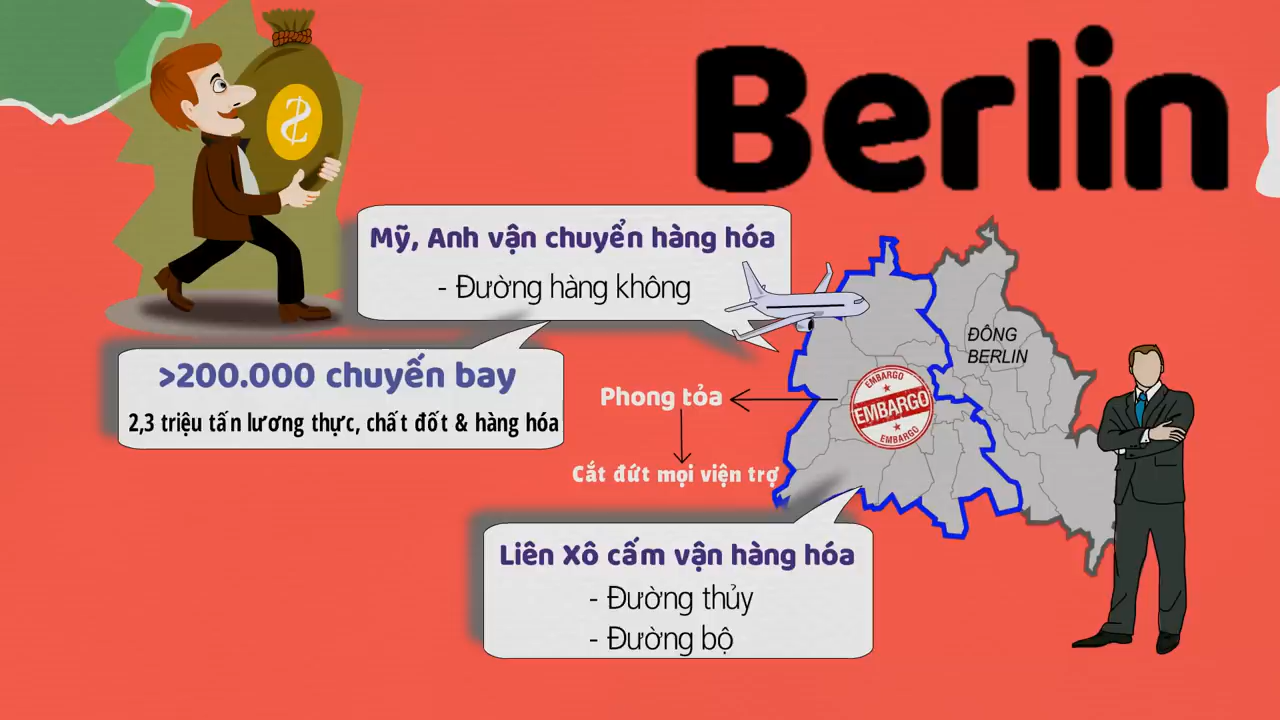 Berlin
Mỹ, Anh vận chuyển hàng hóa
- Đường hàng không
>200.000 chuyến bay
2,3 triệu tấn lương thực, chất đốt & hàng hóa
ĐÔNG
BERLIN
Phong tỏa
EMBARGO
EMBARGO
EMBARGO
Cắt đứt mọi viện trợ
Liên Xô cấm vận hàng hóa
- Đường thủy
- Đường bộ